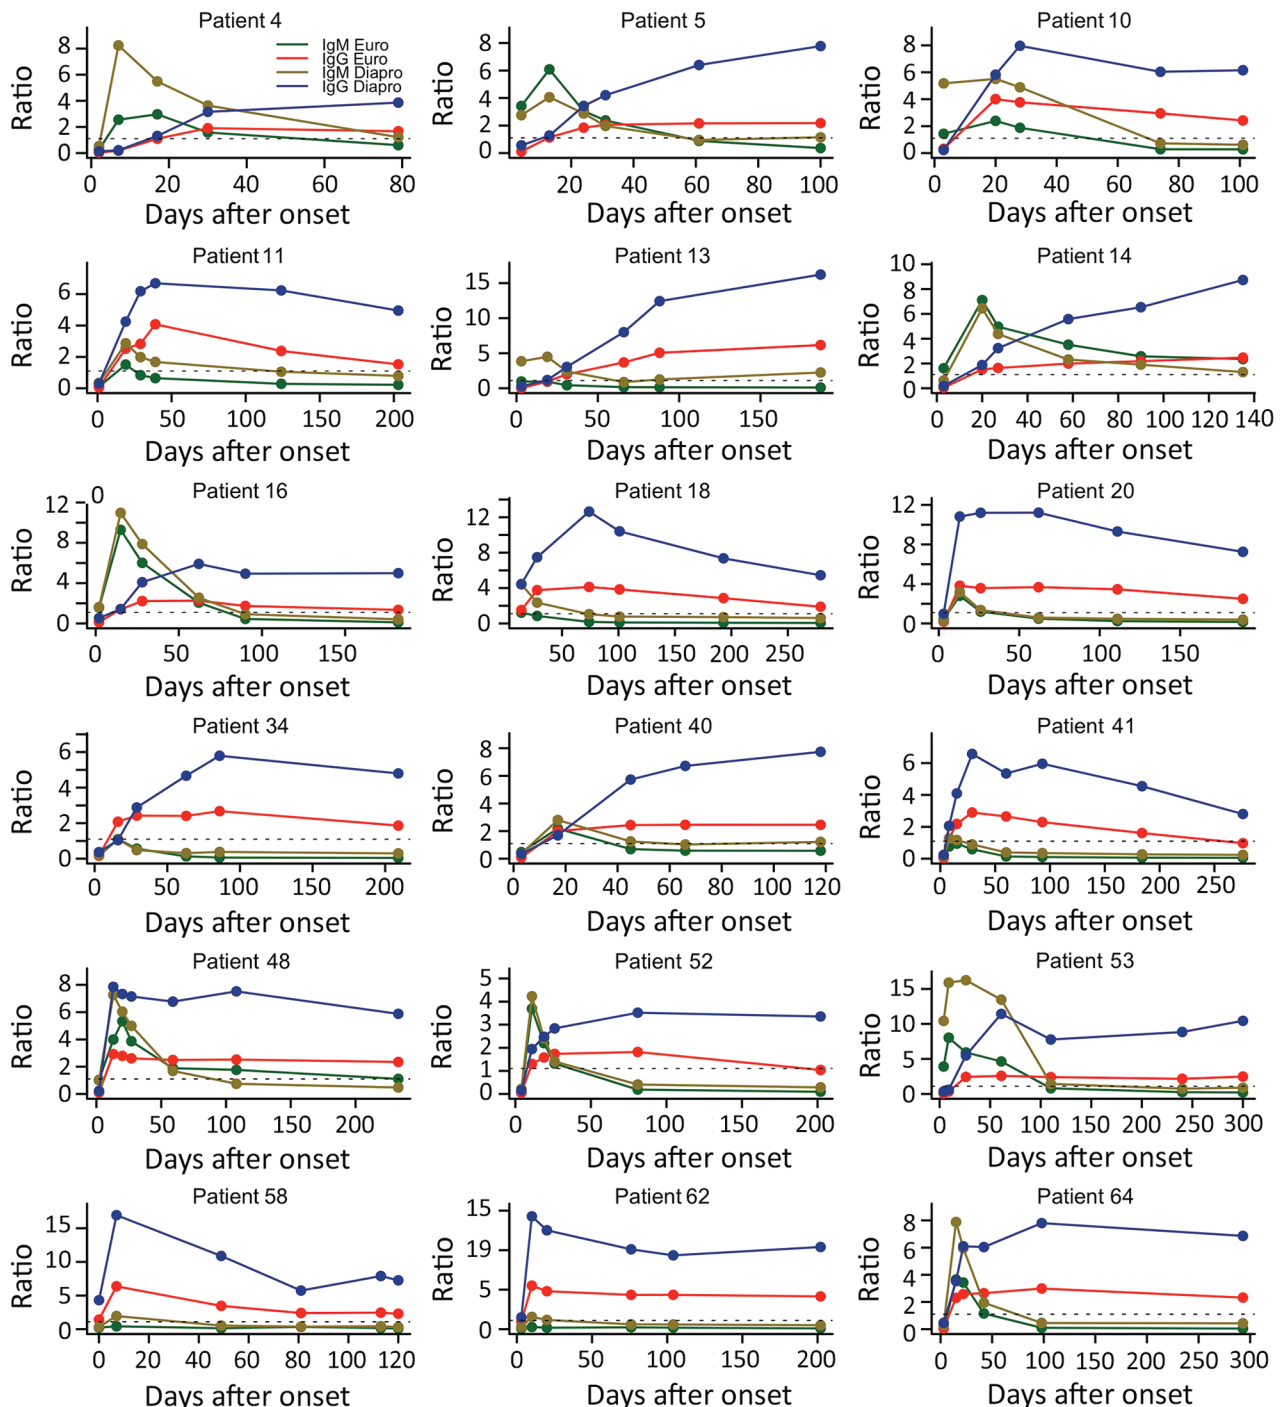 Patient 4
Patient 5
Patient 10
IgM Euro
IgG Euro
IgM Diapro
IgG Diapro
Ratio
8
6
4
2
0
0 20 40 60 80
Days after onset
Ratio
8
6
4
2
0
20 40 60 80 100
Days after onset
Ratio
8
6
4
2
0
0 20 40 60 80 100
Days after onset
Patient 11
Patient 13
Patient 14
Ratio
6
4
2
0
0 50 100 150 200
Days after onset
Ratio
15
10
5
0
0 50 100 150
Days after onset
Ratio
10
8
6
4
2
0
0 20 40 60 80 100 120 140
Days after onset
Patient 16
Patient 18
Patient 20
Ratio
0
12
8
4
0
0 50 100 150
Days after onset
Ratio
12
8
4
0
50 100 150 200 250
Days after onset
Ratio
12
8
4
0
0 50 100 150
Days after onset
Patient 34
Patient 40
Patient 41
Ratio
6
4
2
0
0 50 100 150 200
Days after onset
Ratio
8
6
4
2
0
0 20 40 60 80 100 120
Days after onset
Ratio
6
4
2
0
0 50 100 150 200 250
Days after onset
Patient 48
Patient 52
Patient 53
Ratio
8
6
4
2
0
0 50 100 150 200
Days after onset
Ratio
5
4
3
2
1
0
0 50 100 150 200
Days after onset
Ratio
15
10
5
0
0 50 100 150 200 250 300
Days after onset
Patient 58
Patient 62
Patient 64
Ratio
15
10
5
0
0 20 40 60 80 100 120
Days after onset
Ratio
15
19
5
0
0 50 100 150 200
Days after onset
Ratio
8
6
4
2
0
0 50 100 150 200 250 300
Days after onset